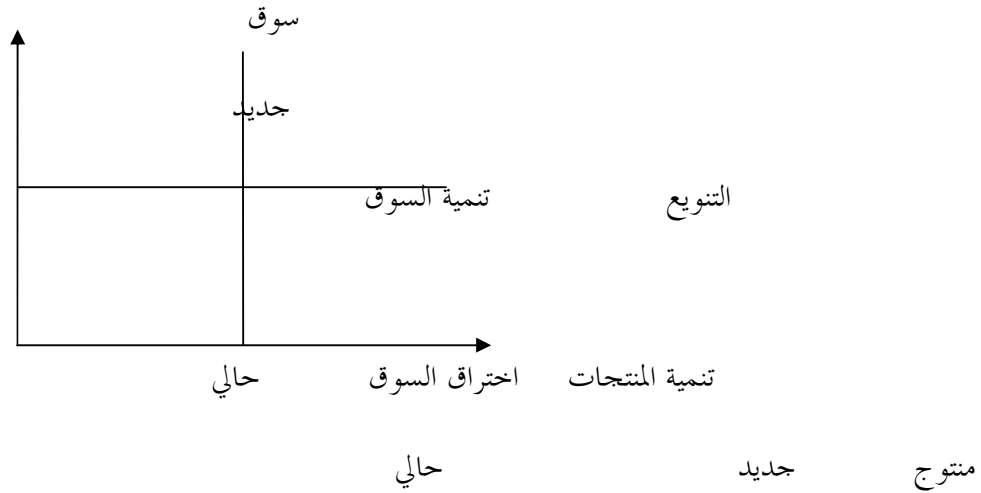 سوق
جديد
التنويع تنمية السوق
تنمية المنتجات اختراق السوق حالي
منتوج جديد حالي